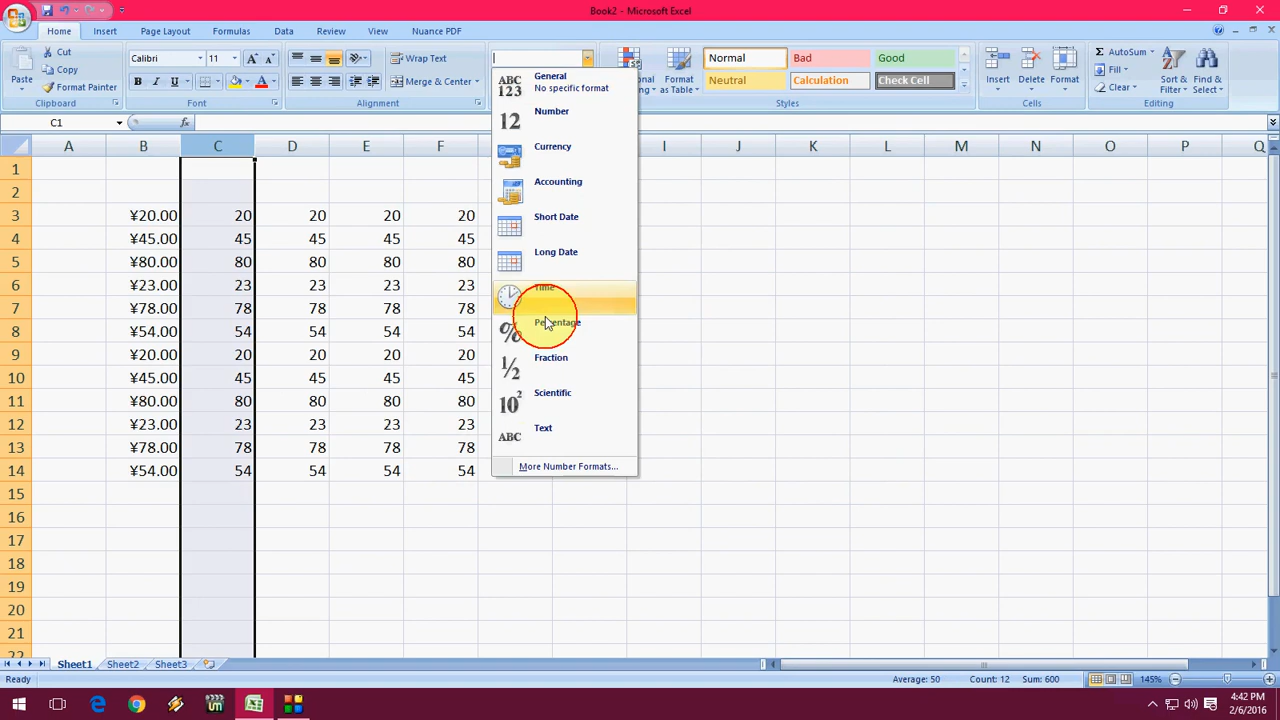 Book2 - Microsoft Excel
Home Insert Page Layout Formulas Data Review View Nuance PDF
Paste Cut Copy Format Painter Clipboard
Calibri 11 B I U Font
Wrap Text Merge & Center Alignment
Format as Table Normal Bad Good Neutral Calculation Check Cell Styles
Insert Delete Format Cells
AutoSum Fill Clear Sort & Filter Find & Select Editing
C1 fx
General
No specific format
ABC 123
Number
12
Currency
Accounting
Short Date
Long Date
Time
Percentage
%
Fraction
1/2
Scientific
10²
Text
ABC
More Number Formats...
A B C D E F I J K L M N O P Q
1
2
3 ¥20.00 20 20 20 20
4 ¥45.00 45 45 45 45
5 ¥80.00 80 80 80 80
6 ¥23.00 23 23 23 23
7 ¥78.00 78 78 78 78
8 ¥54.00 54 54 54 54
9 ¥20.00 20 20 20 20
10 ¥45.00 45 45 45 45
11 ¥80.00 80 80 80 80
12 ¥23.00 23 23 23 23
13 ¥78.00 78 78 78 78
14 ¥54.00 54 54 54 54
15
16
17
18
19
20
21
22
Sheet1 Sheet2 Sheet3
Ready Average: 50 Count: 12 Sum: 600 145%
4:42 PM
2/6/2016